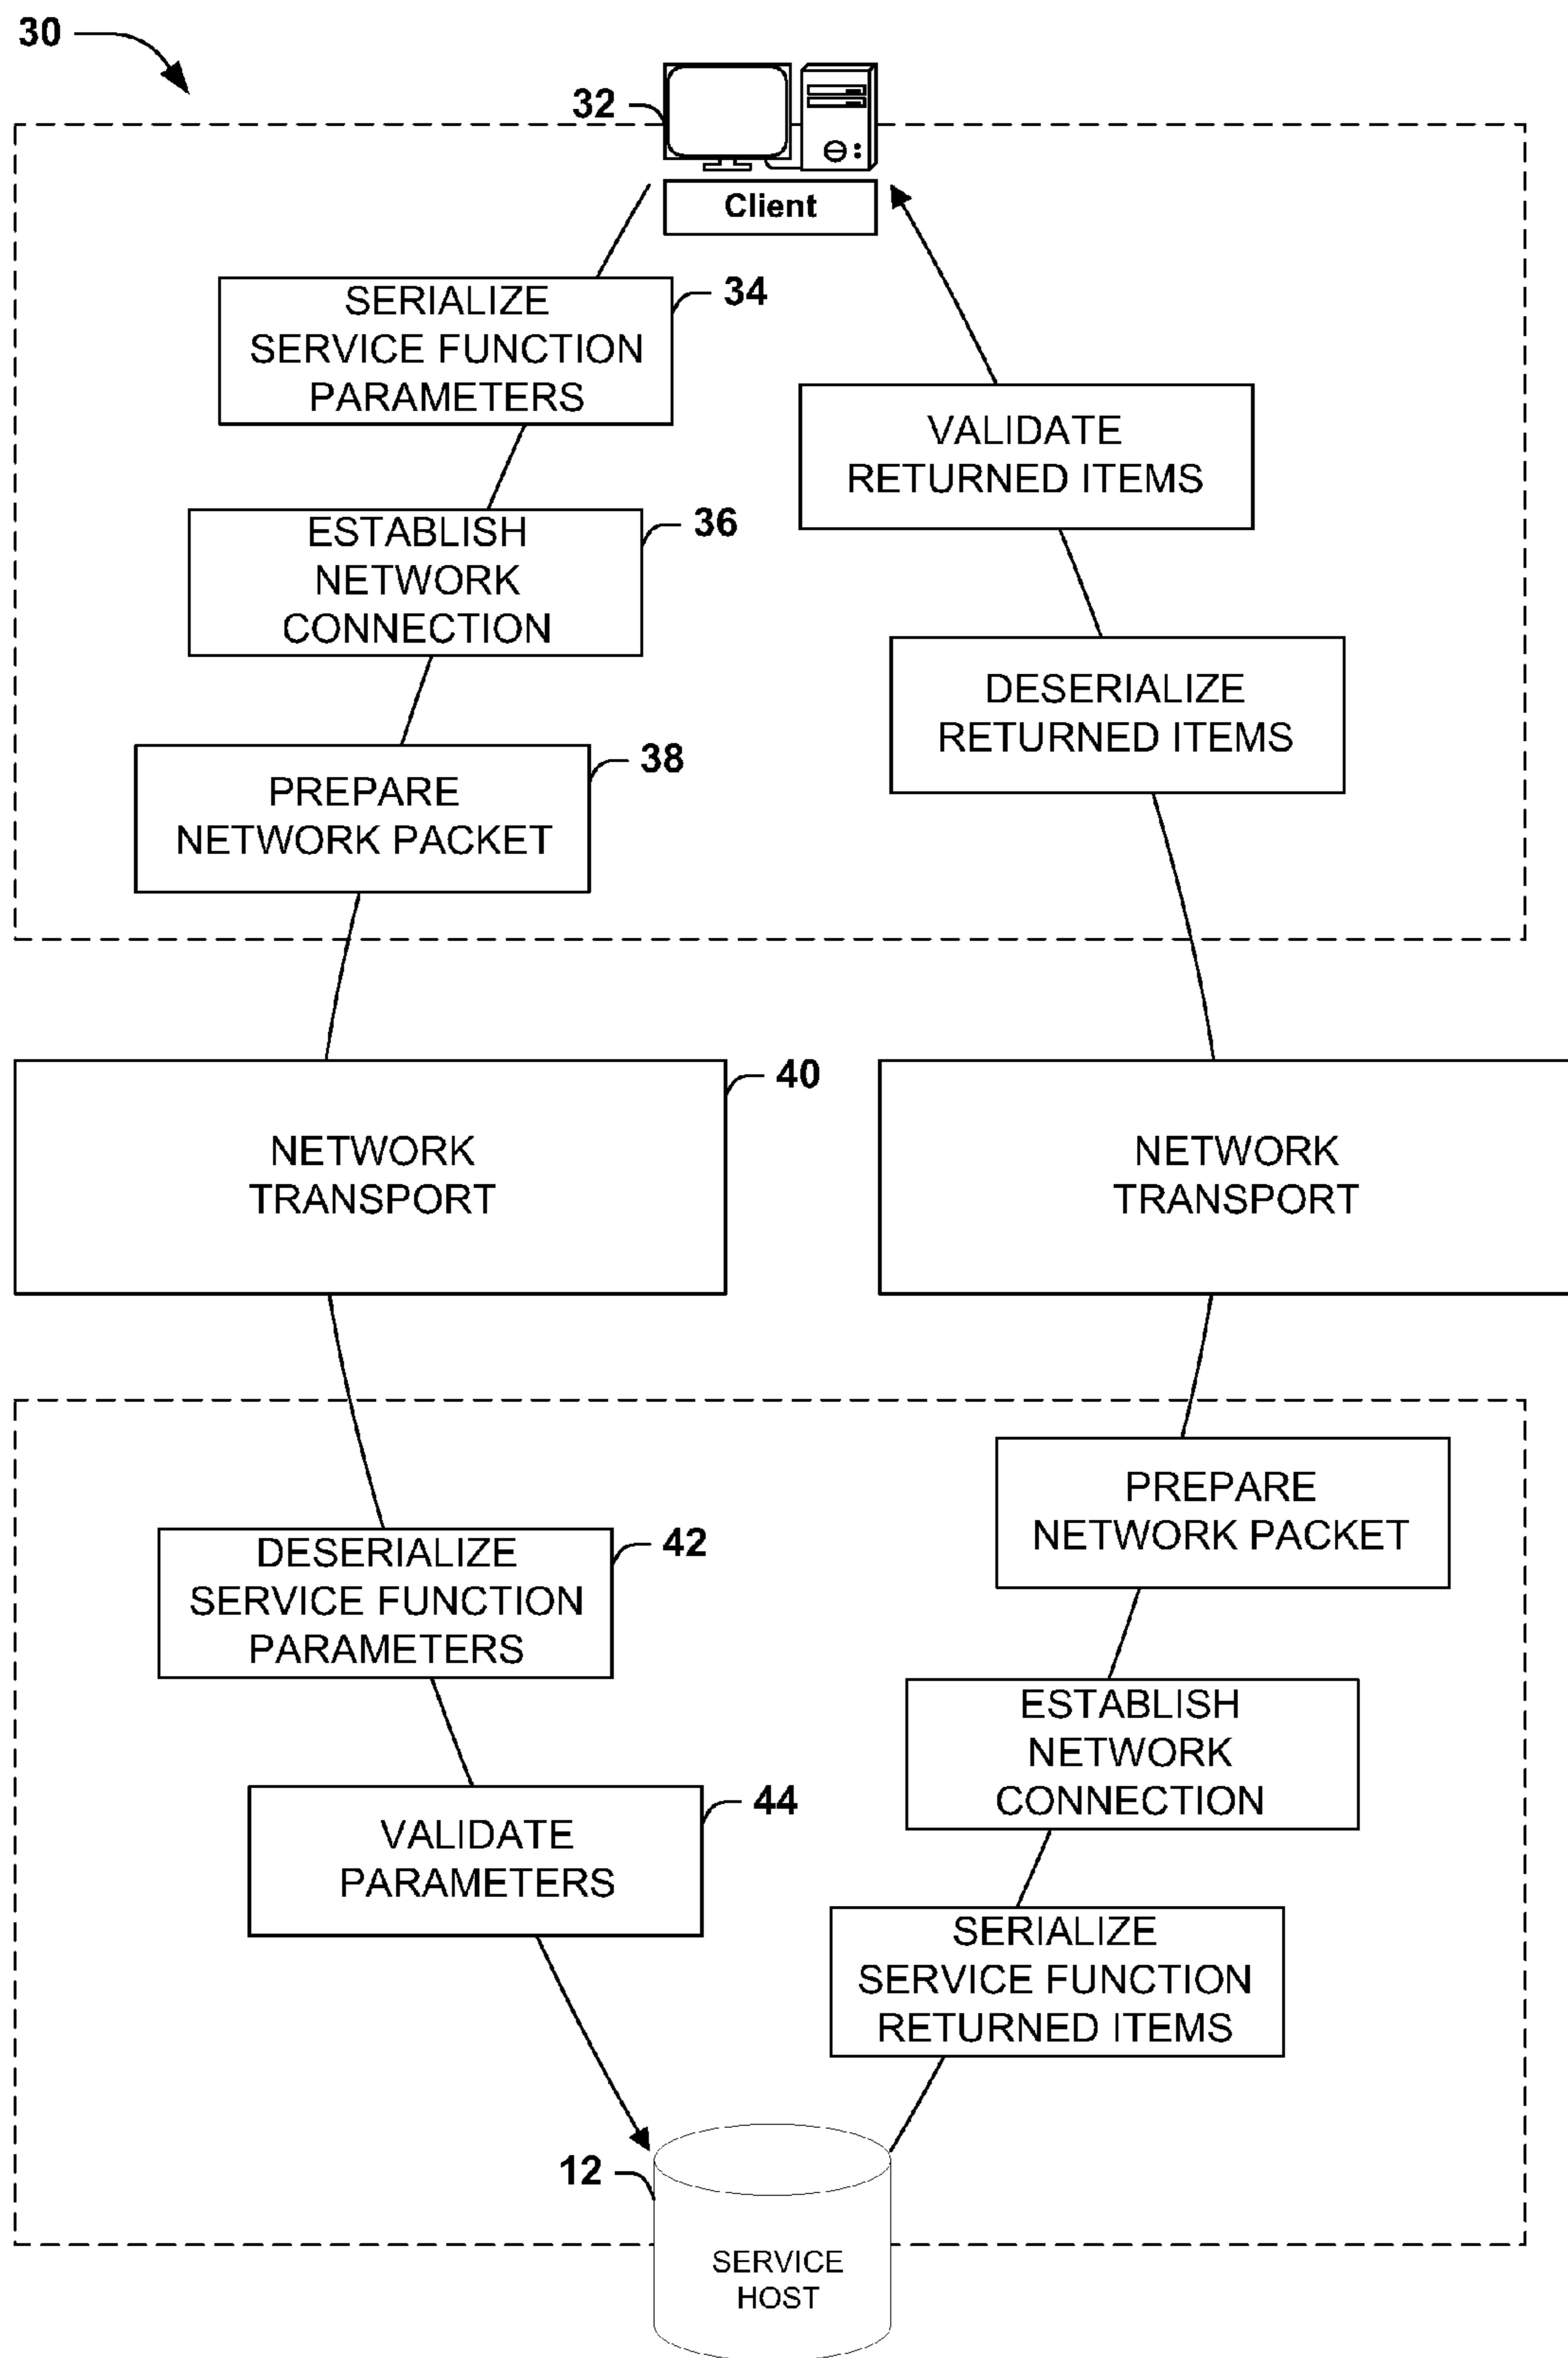 30
32
Client
SERIALIZE
SERVICE FUNCTION
PARAMETERS
34
VALIDATE
RETURNED ITEMS
ESTABLISH
NETWORK
CONNECTION
36
DESERIALIZE
RETURNED ITEMS
PREPARE
NETWORK PACKET
38
NETWORK
TRANSPORT
40
NETWORK
TRANSPORT
PREPARE
NETWORK PACKET
DESERIALIZE
SERVICE FUNCTION
PARAMETERS
42
ESTABLISH
NETWORK
CONNECTION
VALIDATE
PARAMETERS
44
SERIALIZE
SERVICE FUNCTION
RETURNED ITEMS
12
SERVICE
HOST